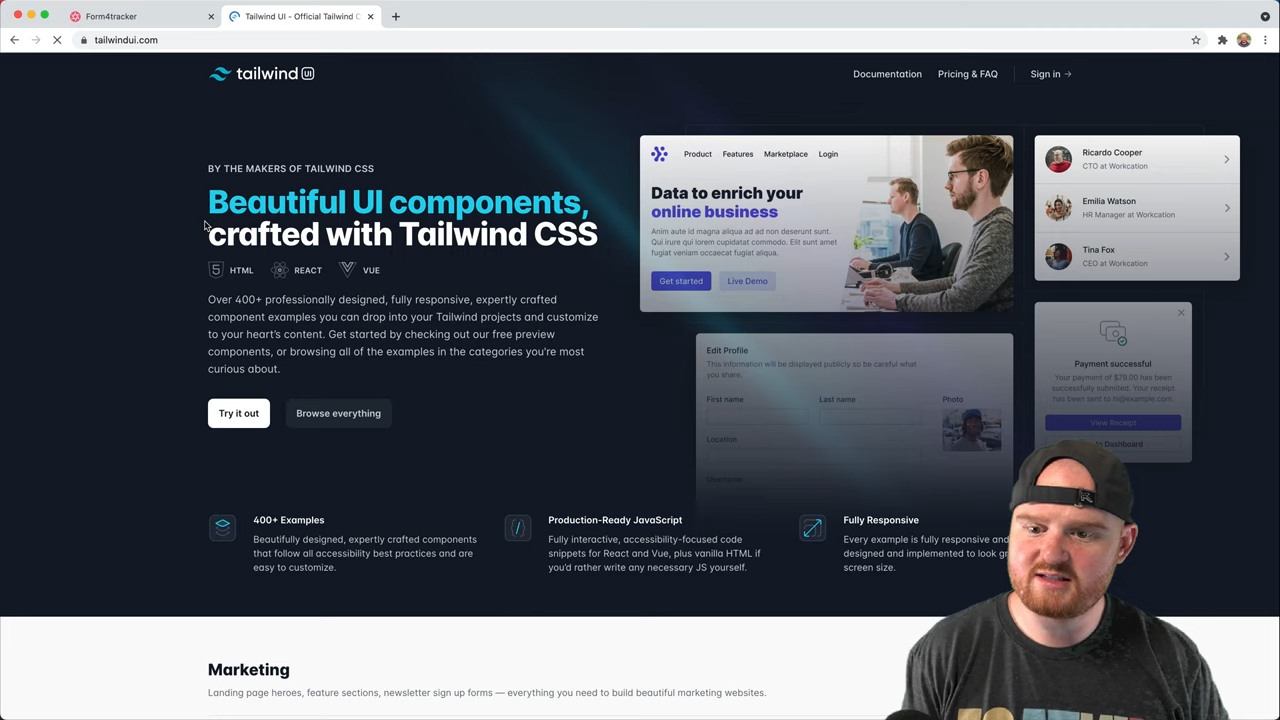 Form4tracker
Tailwind UI - Official Tailwind C
tailwindui.com
tailwind UI
Documentation
Pricing & FAQ
Sign in →
BY THE MAKERS OF TAILWIND CSS
Beautiful UI components,
crafted with Tailwind CSS
HTML
REACT
VUE
Over 400+ professionally designed, fully responsive, expertly crafted
component examples you can drop into your Tailwind projects and customize
to your heart's content. Get started by checking out our free preview
components, or browsing all of the examples in the categories you're most
curious about.
Try it out
Browse everything
Product
Features
Marketplace
Login
Data to enrich your
online business
Anim aute id magna aliqua ad ad non deserunt sunt.
Qui irure qui lorem cupidatat commodo. Elit sunt amet
fugiat veniam occaecat fugiat aliqua.
Get started
Live Demo
Ricardo Cooper
CTO at Workcation
Emilia Watson
HR Manager at Workcation
Tina Fox
CEO at Workcation
Edit Profile
This information will be displayed publicly so be careful what
you share.
First name
Last name
Photo
Location
Username
Payment successful
Your payment of $79.00 has been
successfully submitted. Your receipt
has been sent to hi@example.com.
View Receipt
Dashboard
400+ Examples
Beautifully designed, expertly crafted components
that follow all accessibility best practices and are
easy to customize.
Production-Ready JavaScript
Fully interactive, accessibility-focused code
snippets for React and Vue, plus vanilla HTML if
you'd rather write any necessary JS yourself.
Fully Responsive
Every example is fully responsive and
designed and implemented to look
screen size.
Marketing
Landing page heroes, feature sections, newsletter sign up forms — everything you need to build beautiful marketing websites.